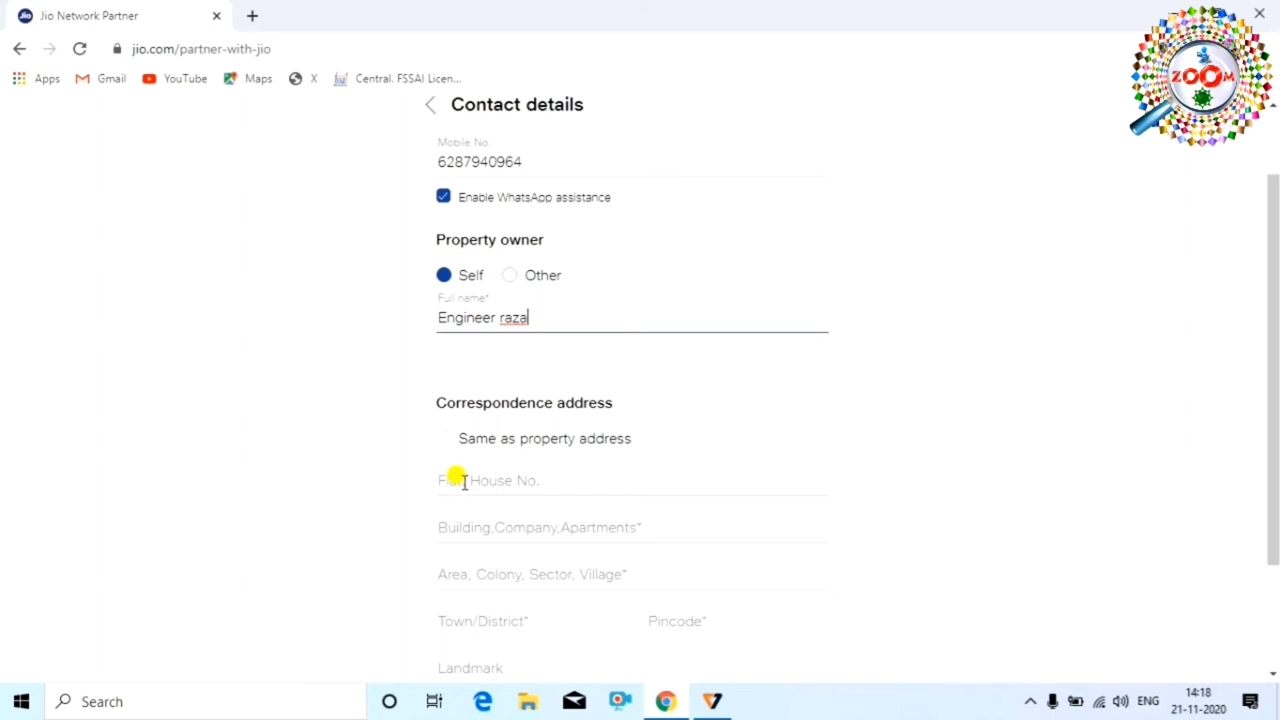 Jio Network Partner
jio.com/partner-with-jio
Apps Gmail YouTube Maps X Central. FSSAI Licen...
ZOOM
Contact details
Mobile No.
6287940964
Enable WhatsApp assistance
Property owner
Self Other
Full name*
Engineer raza
Correspondence address
Same as property address
House No.
Building,Company,Apartments*
Area, Colony, Sector, Village*
Town/District* Pincode*
Landmark
Search
ENG
14:18
21-11-2020